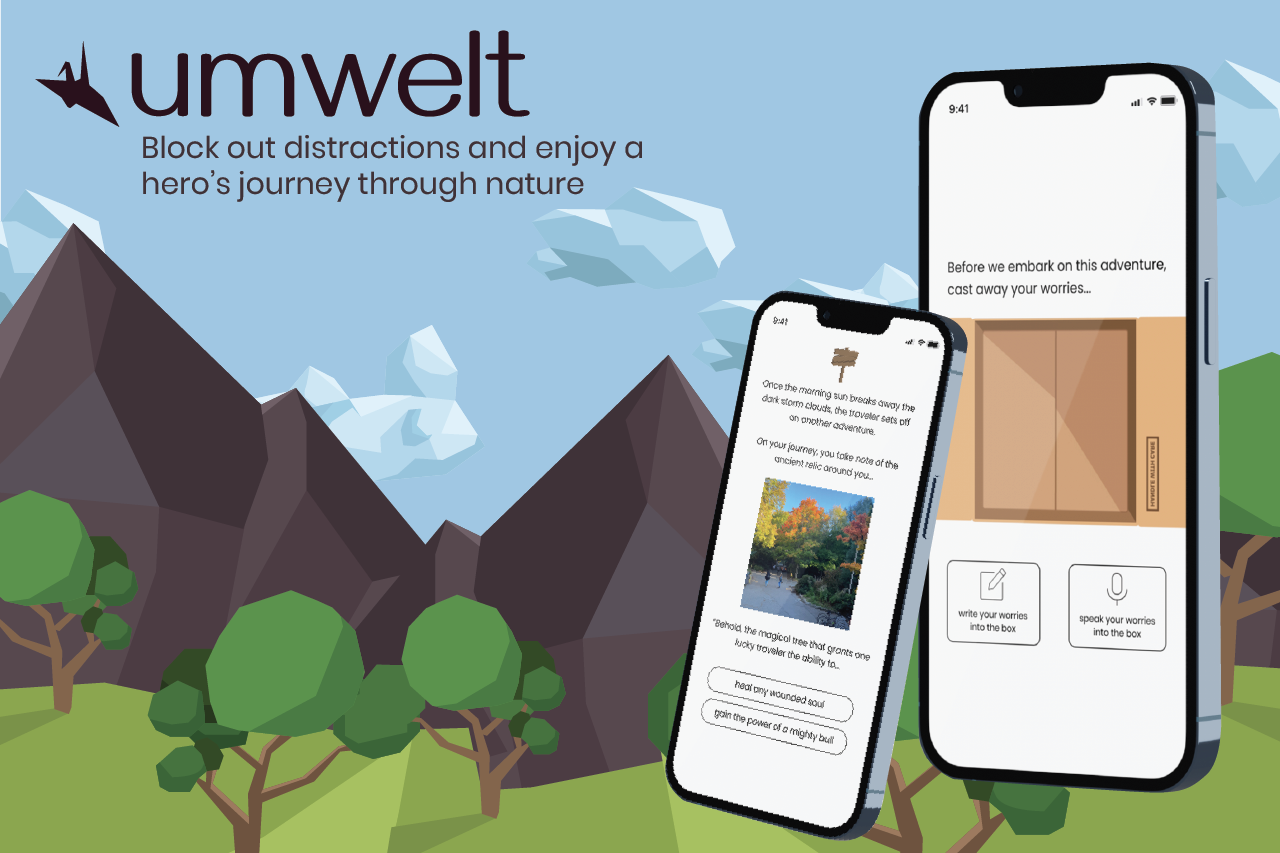 umwelt
Block out distractions and enjoy a
hero’s journey through nature
9:41
Once the morning sun breaks away the
dark storm clouds, the traveler sets off
on another adventure.
On your journey, you take note of the
ancient relic around you...
"Behold, the magical tree that grants one
lucky traveler the ability to...
heal any wounded soul
gain the power of a mighty bull
9:41
Before we embark on this adventure,
cast away your worries...
HANDLE WITH CARE
write your worries
into the box
speak your worries
into the box